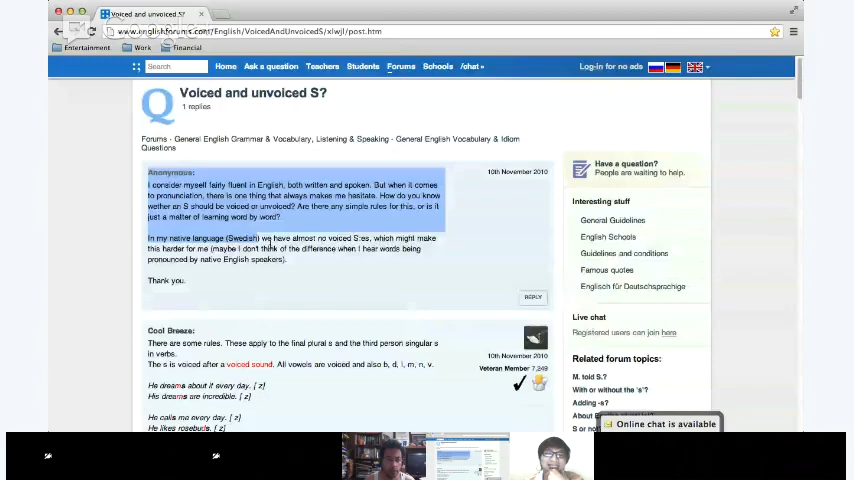 Voiced and unvoiced S?
www.englishforums.com/English/VoicedAndUnvoicedS/xlwjl/post.htm
Entertainment Work Financial
Search Home Ask a question Teachers Students Forums Schools /chat » Log-in for no ads
Q Voiced and unvoiced S?
1 replies
Forums - General English Grammar & Vocabulary, Listening & Speaking - General English Vocabulary & Idiom
Questions
Anonymous: 10th November 2010
I consider myself fairly fluent in English, both written and spoken. But when it comes
to pronunciation, there is one thing that always makes me hesitate. How do you know
wether an S should be voiced or unvoiced? Are there any simple rules for this, or is it
just a matter of learning word by word?
In my native language (Swedish) we have almost no voiced S:es, which might make
this harder for me (maybe I don't think of the difference when I hear words being
pronounced by native English speakers).
Thank you.
REPLY
Cool Breeze:
There are some rules. These apply to the final plural s and the third person singular s
in verbs.
The s is voiced after a voiced sound. All vowels are voiced and also b, d, l, m, n, v.
10th November 2010
Veteran Member 7,249
He dreams about it every day. [ z]
His dreams are incredible. [ z]
He calls me every day. [ z]
He likes rosebuds. [ z]
Have a question?
People are waiting to help.
Interesting stuff
General Guidelines
English Schools
Guidelines and conditions
Famous quotes
Englisch für Deutschsprachige
Live chat
Registered users can join here
Related forum topics:
M. told S.?
With or without the 's'?
Adding -s?
About
S or no
Online chat is available